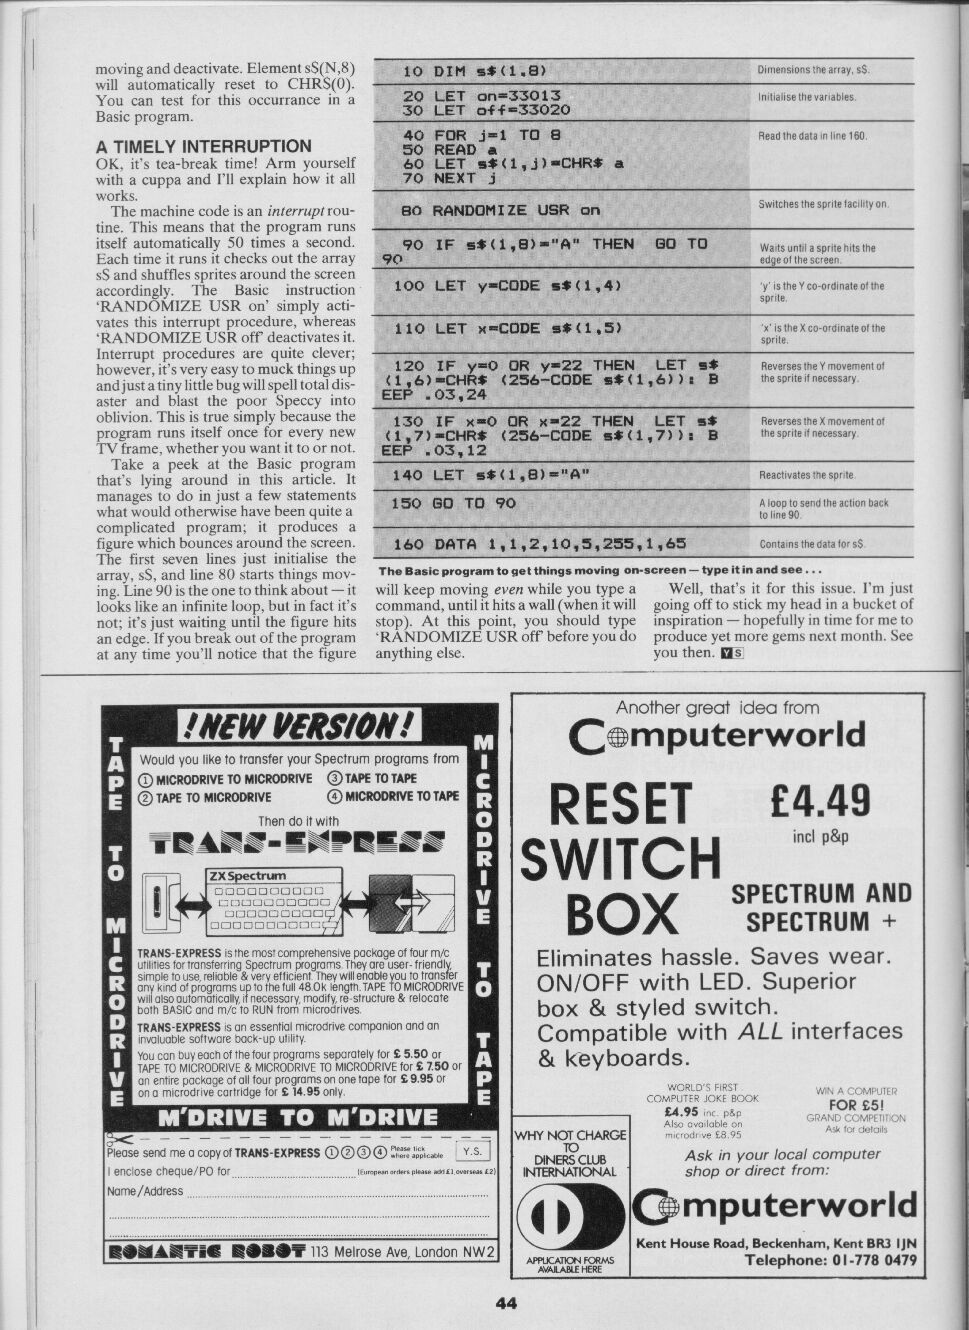 moving and deactivate. Element s$(N,8)
will automatically reset to CHR$(0).
You can test for this occurrance in a
Basic program.
A TIMELY INTERRUPTION
OK, it's tea-break time! Arm yourself
with a cuppa and I'll explain how it all
works.
The machine code is an interrupt rou-
tine. This means that the program runs
itself automatically 50 times a second.
Each time it runs it checks out the array
s$ and shuffles sprites around the screen
accordingly. The Basic instruction
'RANDOMIZE USR on' simply acti-
vates this interrupt procedure, whereas
'RANDOMIZE USR off' deactivates it.
Interrupt procedures are quite clever;
however, it's very easy to muck things up
and just a tiny little bug will spell total dis-
aster and blast the poor Speccy into
oblivion. This is true simply because the
program runs itself once for every new
TV frame, whether you want it to or not.
Take a peek at the Basic program
that's lying around in this article. It
manages to do in just a few statements
what would otherwise have been quite a
complicated program; it produces a
figure which bounces around the screen.
The first seven lines just initialise the
array, s$, and line 80 starts things mov-
ing. Line 90 is the one to think about — it
looks like an infinite loop, but in fact it's
not; it's just waiting until the figure hits
an edge. If you break out of the program
at any time you'll notice that the figure
10 DIM s$(1,8)
Dimensions the array, s$.
20 LET on=33013
30 LET off=33020
Initialise the variables.
40 FOR j=1 TO 8
50 READ a
60 LET s$(1,j)=CHR$ a
70 NEXT j
Read the data in line 160.
80 RANDOMIZE USR on
Switches the sprite facility on.
90 IF s$(1,8)="A" THEN GO TO
90
Waits until a sprite hits the
edge of the screen.
100 LET y=CODE s$(1,4)
'y' is the Y co-ordinate of the
sprite.
110 LET x=CODE s$(1,5)
'x' is the X co-ordinate of the
sprite.
120 IF y=0 OR y=22 THEN LET s$
(1,6)=CHR$ (256-CODE s$(1,6)): B
EEP .03,24
Reverses the Y movement of
the sprite if necessary.
130 IF x=0 OR x=22 THEN LET s$
(1,7)=CHR$ (256-CODE s$(1,7)): B
EEP .03,12
Reverses the X movement of
the sprite if necessary.
140 LET s$(1,8)="A"
Reactivates the sprite.
150 GO TO 90
A loop to send the action back
to line 90.
160 DATA 1,1,2,10,5,255,1,65
Contains the data for s$.
The Basic program to get things moving on-screen — type it in and see . . .
will keep moving even while you type a
command, until it hits a wall (when it will
stop). At this point, you should type
'RANDOMIZE USR off' before you do
anything else.
Well, that's it for this issue. I'm just
going off to stick my head in a bucket of
inspiration — hopefully in time for me to
produce yet more gems next month. See
you then. YS
TAPE TO MICRODRIVE
! NEW VERSION !
Would you like to transfer your Spectrum programs from
① MICRODRIVE TO MICRODRIVE ③ TAPE TO TAPE
② TAPE TO MICRODRIVE ④ MICRODRIVE TO TAPE
Then do it with
TRANS-EXPRESS
ZX Spectrum
TRANS-EXPRESS is the most comprehensive package of four m/c
utilities for transferring Spectrum programs. They are user-friendly,
simple to use, reliable & very efficient. They will enable you to transfer
any kind of programs up to the full 48.0k length. TAPE TO MICRODRIVE
will also automatically, if necessary, modify, re-structure & relocate
both BASIC and m/c to RUN from microdrives.
TRANS-EXPRESS is an essential microdrive companion and an
invaluable software back-up utility.
You can buy each of the four programs separately for £ 5.50 or
TAPE TO MICRODRIVE & MICRODRIVE TO MICRODRIVE for £ 7.50 or
an entire package of all four programs on one tape for £ 9.95 or
on a microdrive cartridge for £ 14.95 only.
MICRODRIVE TO TAPE
M'DRIVE TO M'DRIVE
Please send me a copy of TRANS-EXPRESS ①②③④ Please tick where applicable Y.S.
I enclose cheque/PO for (European orders please add £1, overseas £2)
Name/Address
ROMANTIC ROBOT 113 Melrose Ave, London NW2
Another great idea from
Computerworld
RESET
SWITCH
BOX
£4.49
incl p&p
SPECTRUM AND
SPECTRUM +
Eliminates hassle. Saves wear.
ON/OFF with LED. Superior
box & styled switch.
Compatible with ALL interfaces
& keyboards.
WORLD'S FIRST
COMPUTER JOKE BOOK
£4.95 inc. p&p
Also available on
microdrive £8.95
WIN A COMPUTER
FOR £5!
GRAND COMPETITION
Ask for details
WHY NOT CHARGE
TO
DINERS CLUB
INTERNATIONAL
APPLICATION FORMS
AVAILABLE HERE
Ask in your local computer
shop or direct from:
Computerworld
Kent House Road, Beckenham, Kent BR3 1JN
Telephone: 01-778 0479
44